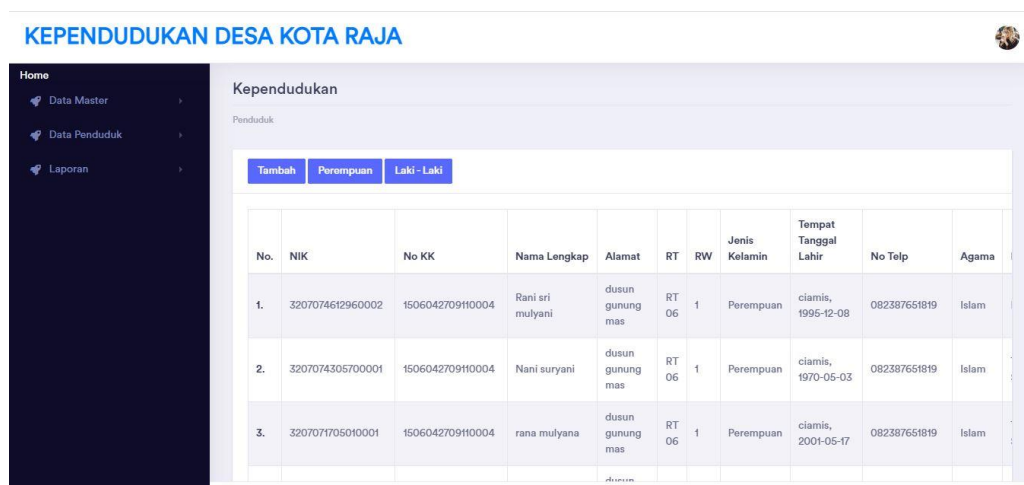 KEPENDUDUKAN DESA KOTA RAJA
Home
Data Master
Data Penduduk
Laporan
Kependudukan
Penduduk
Tambah Perempuan Laki - Laki
No. NIK No KK Nama Lengkap Alamat RT RW Jenis Kelamin Tempat Tanggal Lahir No Telp Agama
1. 3207074612960002 1506042709110004 Rani sri mulyani dusun gunung mas RT 06 1 Perempuan ciamis, 1995-12-08 082387651819 Islam
2. 3207074305700001 1506042709110004 Nani suryani dusun gunung mas RT 06 1 Perempuan ciamis, 1970-05-03 082387651819 Islam
3. 3207071705010001 1506042709110004 rana mulyana dusun gunung mas RT 06 1 Perempuan ciamis, 2001-05-17 082387651819 Islam